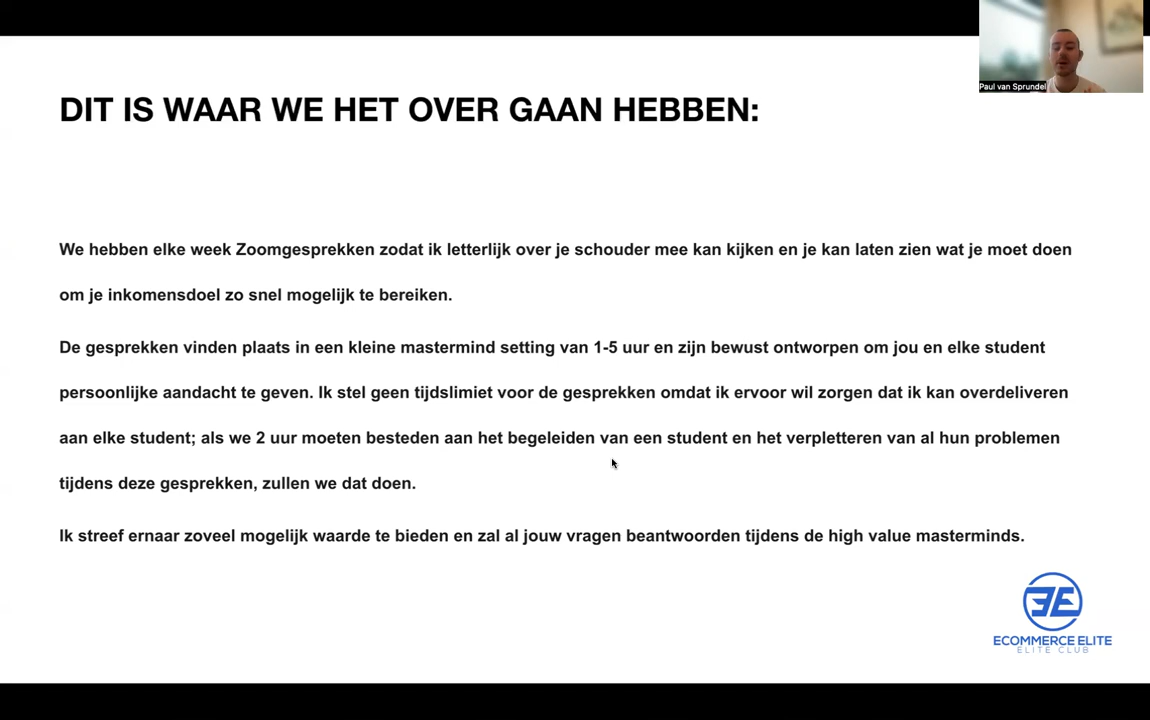 Paul van Sprundel
DIT IS WAAR WE HET OVER GAAN HEBBEN:
We hebben elke week Zoomgesprekken zodat ik letterlijk over je schouder mee kan kijken en je kan laten zien wat je moet doen
om je inkomensdoel zo snel mogelijk te bereiken.
De gesprekken vinden plaats in een kleine mastermind setting van 1-5 uur en zijn bewust ontworpen om jou en elke student
persoonlijke aandacht te geven. Ik stel geen tijdslimiet voor de gesprekken omdat ik ervoor wil zorgen dat ik kan overdeliveren
aan elke student; als we 2 uur moeten besteden aan het begeleiden van een student en het verpletteren van al hun problemen
tijdens deze gesprekken, zullen we dat doen.
Ik streef ernaar zoveel mogelijk waarde te bieden en zal al jouw vragen beantwoorden tijdens de high value masterminds.
ECOMMERCE ELITE
ELITE CLUB